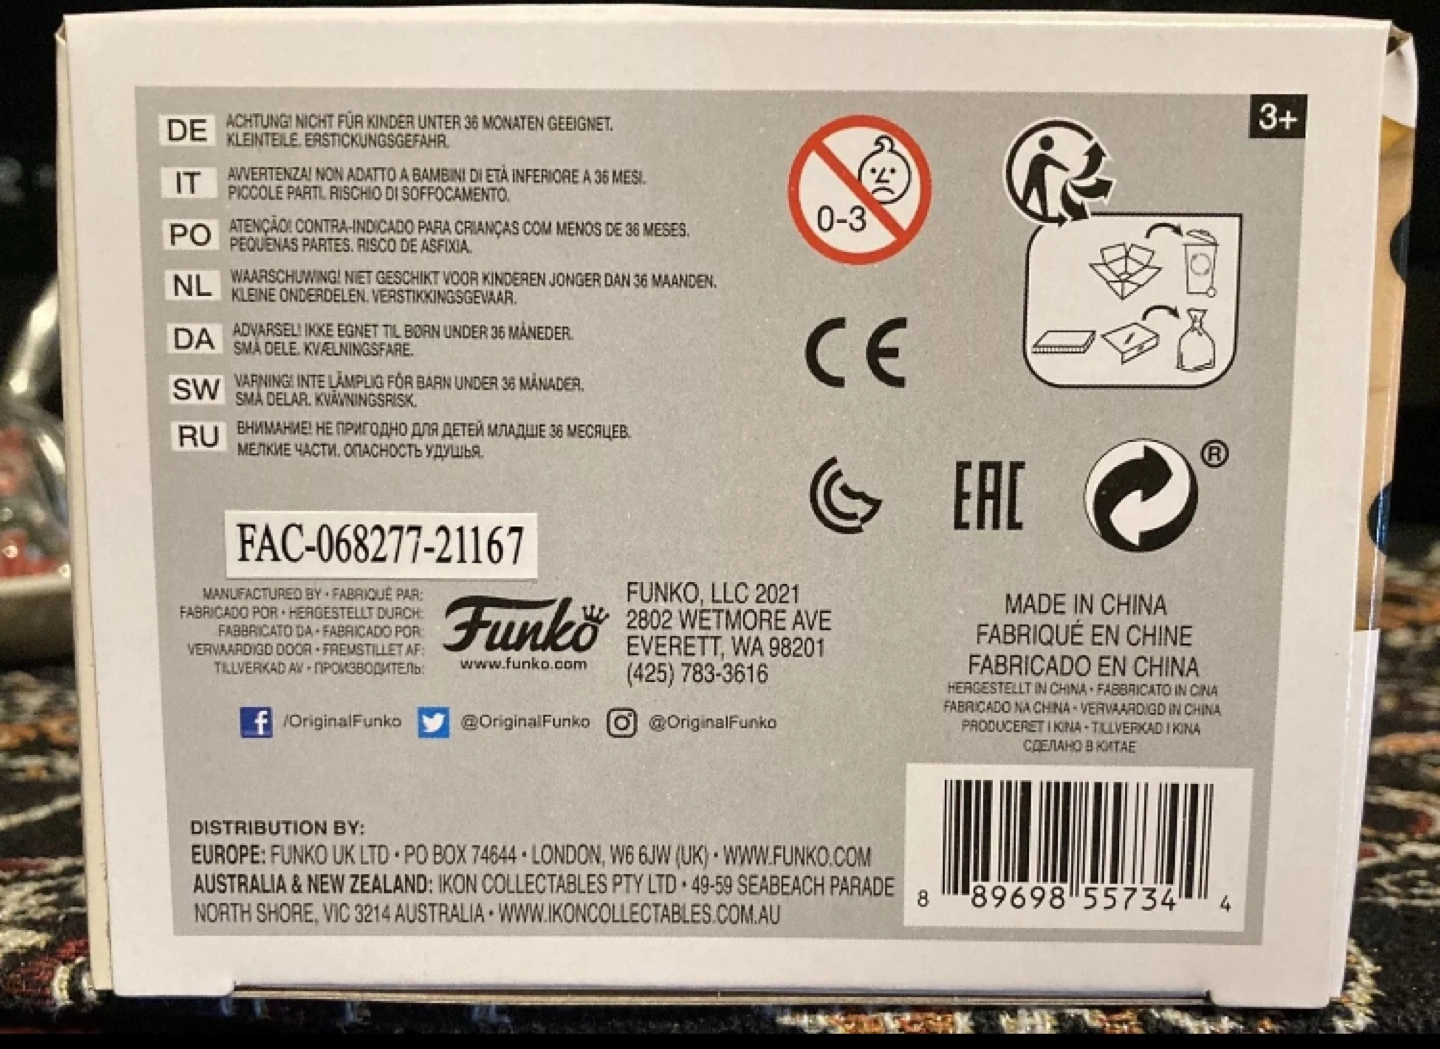 3+
DE
ACHTUNG! NICHT FÜR KINDER UNTER 36 MONATEN GEEIGNET.
KLEINTEILE. ERSTICKUNGSGEFAHR.
IT
AVVERTENZA! NON ADATTO A BAMBINI DI ETÀ INFERIORE A 36 MESI.
PICCOLE PARTI. RISCHIO DI SOFFOCAMENTO.
PO
ATENÇÃO! CONTRA-INDICADO PARA CRIANÇAS COM MENOS DE 36 MESES.
PEQUENAS PARTES. RISCO DE ASFIXIA.
NL
WAARSCHUWING! NIET GESCHIKT VOOR KINDEREN JONGER DAN 36 MAANDEN.
KLEINE ONDERDELEN. VERSTIKKINGSGEVAAR.
DA
ADVARSEL! IKKE EGNET TIL BØRN UNDER 36 MÅNEDER.
SMÅ DELE. KVÆLNINGSFARE.
SW
VARNING! INTE LÄMPLIG FÖR BARN UNDER 36 MÅNADER.
SMÅ DELAR. KVÄVNINGSRISK.
RU
ВНИМАНИЕ! НЕ ПРИГОДНО ДЛЯ ДЕТЕЙ МЛАДШЕ 36 МЕСЯЦЕВ.
МЕЛКИЕ ЧАСТИ. ОПАСНОСТЬ УДУШЬЯ.
0-3
CE
EAC
®
FAC-068277-21167
MANUFACTURED BY • FABRIQUÉ PAR:
FABRICADO POR • HERGESTELLT DURCH:
FABBRICATO DA • FABRICADO POR:
VERVAARDIGD DOOR • FREMSTILLET AF:
TILLVERKAD AV • ПРОИЗВОДИТЕЛЬ:
Funko
www.funko.com
FUNKO, LLC 2021
2802 WETMORE AVE
EVERETT, WA 98201
(425) 783-3616
MADE IN CHINA
FABRIQUÉ EN CHINE
FABRICADO EN CHINA
HERGESTELLT IN CHINA • FABBRICATO IN CINA
FABRICADO NA CHINA • VERVAARDIGD IN CHINA
PRODUCERET I KINA • TILLVERKAD I KINA
СДЕЛАНО В КИТАЕ
/OriginalFunko @OriginalFunko @OriginalFunko
DISTRIBUTION BY:
EUROPE: FUNKO UK LTD • PO BOX 74644 • LONDON, W6 6JW (UK) • WWW.FUNKO.COM
AUSTRALIA & NEW ZEALAND: IKON COLLECTABLES PTY LTD • 49-59 SEABEACH PARADE
NORTH SHORE, VIC 3214 AUSTRALIA • WWW.IKONCOLLECTABLES.COM.AU
8 89698 55734 4